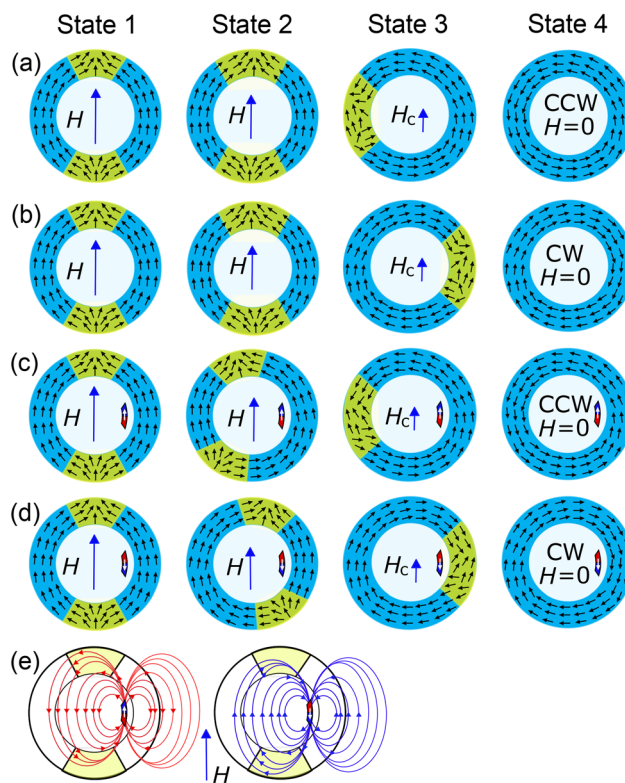 State 1 State 2 State 3 State 4
(a) H H Hc CCW
H=0
(b) H H Hc CW
H=0
(c) H H Hc CCW
H=0
(d) H H Hc CW
H=0
(e) H